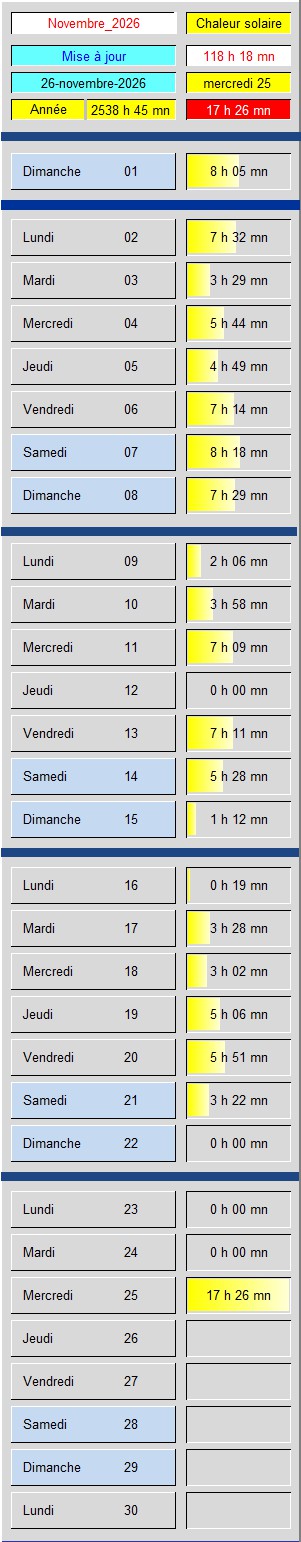 Novembre_2026 Chaleur solaire
Mise à jour 118 h 18 mn
26-novembre-2026 mercredi 25
Année 2538 h 45 mn 17 h 26 mn
Dimanche 01 8 h 05 mn
Lundi 02 7 h 32 mn
Mardi 03 3 h 29 mn
Mercredi 04 5 h 44 mn
Jeudi 05 4 h 49 mn
Vendredi 06 7 h 14 mn
Samedi 07 8 h 18 mn
Dimanche 08 7 h 29 mn
Lundi 09 2 h 06 mn
Mardi 10 3 h 58 mn
Mercredi 11 7 h 09 mn
Jeudi 12 0 h 00 mn
Vendredi 13 7 h 11 mn
Samedi 14 5 h 28 mn
Dimanche 15 1 h 12 mn
Lundi 16 0 h 19 mn
Mardi 17 3 h 28 mn
Mercredi 18 3 h 02 mn
Jeudi 19 5 h 06 mn
Vendredi 20 5 h 51 mn
Samedi 21 3 h 22 mn
Dimanche 22 0 h 00 mn
Lundi 23 0 h 00 mn
Mardi 24 0 h 00 mn
Mercredi 25 17 h 26 mn
Jeudi 26
Vendredi 27
Samedi 28
Dimanche 29
Lundi 30